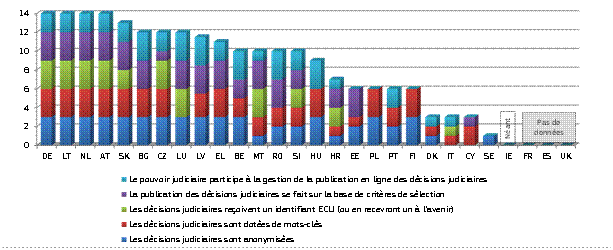 14
12
10
8
6
4
2
0
Néant
Pas de
données
DE LT NL AT SK BG CZ LU LV EL BE MT RO SI HU HR EE PL PT FI DK IT CY SE IE FR ES UK
Le pouvoir judiciaire participe à la gestion de la publication en ligne des décisions judiciaires
La publication des décisions judiciaires se fait sur la base de critères de sélection
Les décisions judiciaires reçoivent un identifiant ECLI (ou en recevront un à l'avenir)
Les décisions judiciaires sont dotées de mots-clés
Les décisions judiciaires sont anonymisées